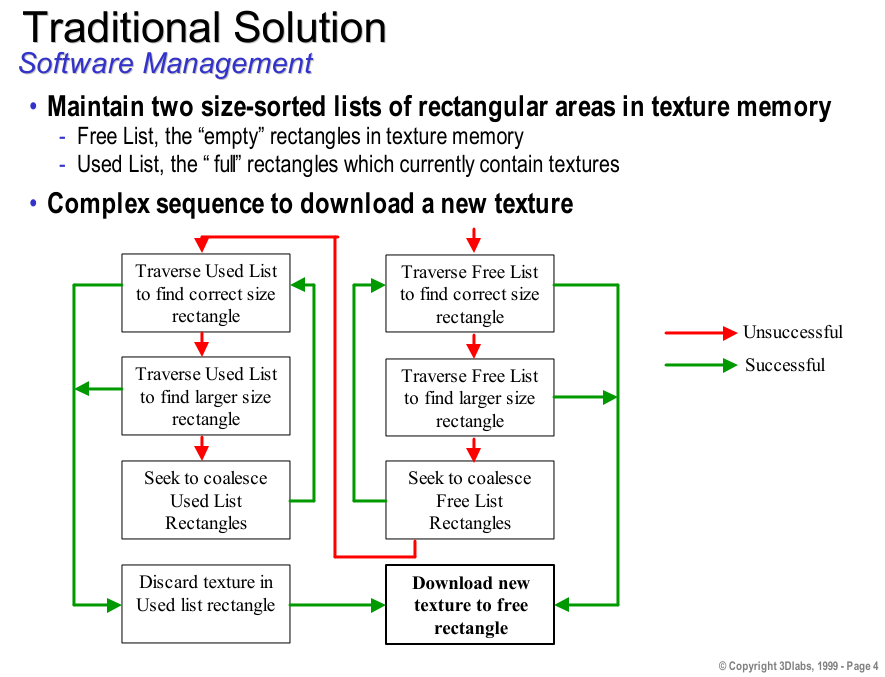 Traditional Solution
Software Management
• Maintain two size-sorted lists of rectangular areas in texture memory
- Free List, the “empty” rectangles in texture memory
- Used List, the “ full” rectangles which currently contain textures
• Complex sequence to download a new texture
Traverse Used List
to find correct size
rectangle
Traverse Free List
to find correct size
rectangle
Unsuccessful
Successful
Traverse Used List
to find larger size
rectangle
Traverse Free List
to find larger size
rectangle
Seek to coalesce
Used List
Rectangles
Seek to coalesce
Free List
Rectangles
Discard texture in
Used list rectangle
Download new
texture to free
rectangle
© Copyright 3Dlabs, 1999 - Page 4